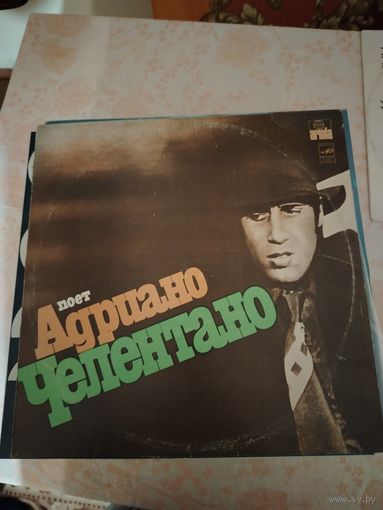 ariola
поет
Адриано
Челентано
www.ay.by